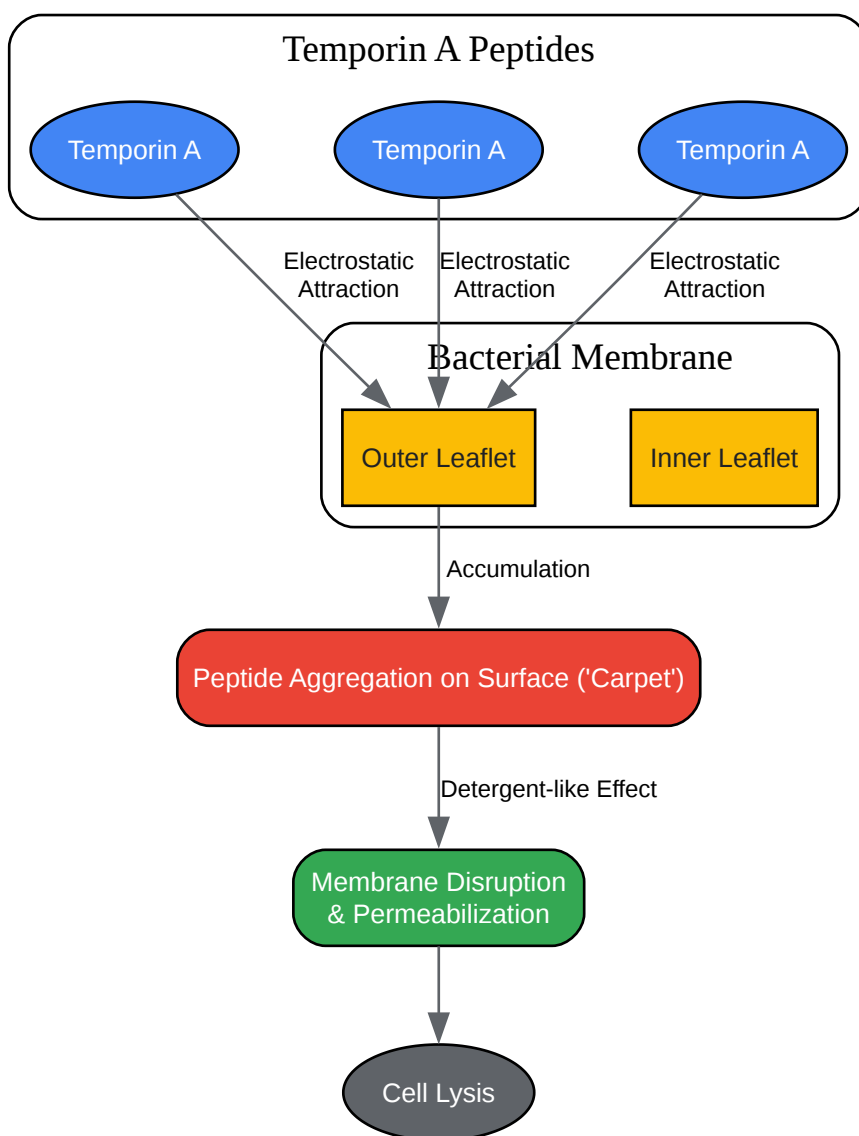 Temporin A Peptides
Temporin A
Temporin A
Temporin A
Electrostatic
Attraction
Electrostatic
Attraction
Electrostatic
Attraction
Bacterial Membrane
Outer Leaflet
Inner Leaflet
Accumulation
Peptide Aggregation on Surface ('Carpet')
Detergent-like Effect
Membrane Disruption
& Permeabilization
Cell Lysis